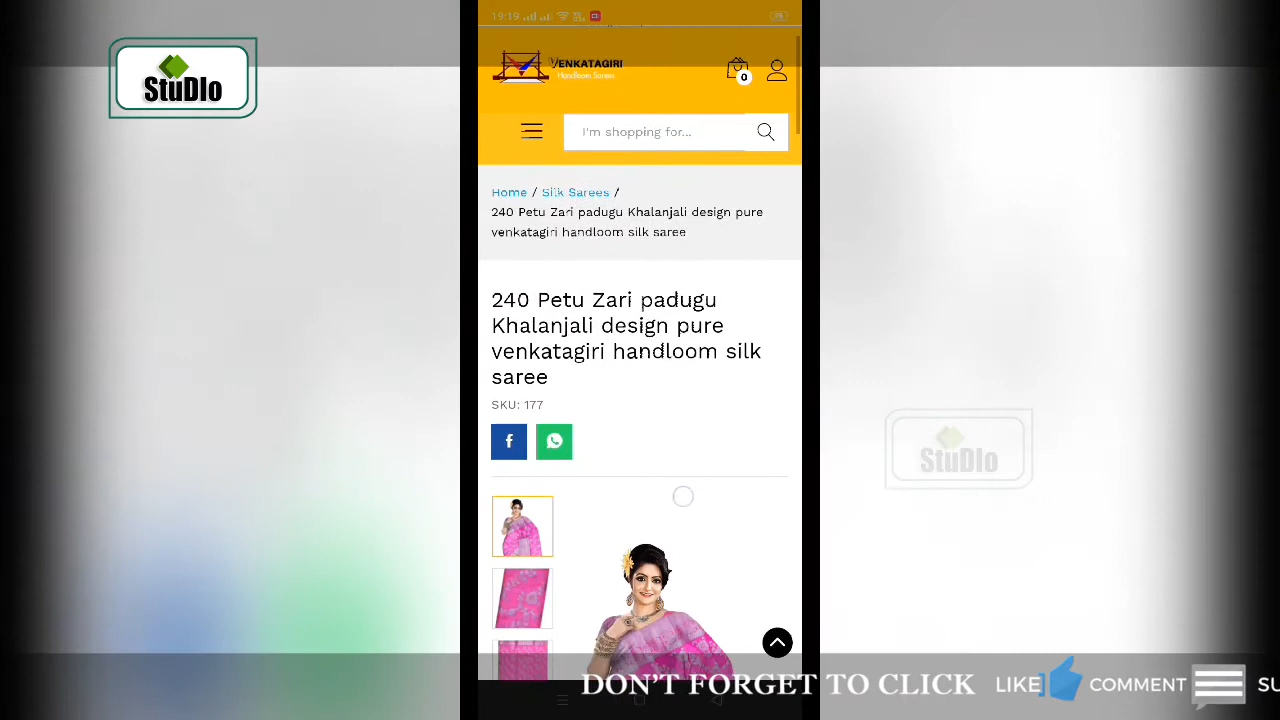 StuDIo
19:19
VENKATAGIRI
Handloom Sarees
0
I'm shopping for...
Home / Silk Sarees /
240 Petu Zari padugu Khalanjali design pure
venkatagiri handloom silk saree
240 Petu Zari padugu
Khalanjali design pure
venkatagiri handloom silk
saree
SKU: 177
StuDIo
DON'T FORGET TO CLICK LIKE COMMENT SU